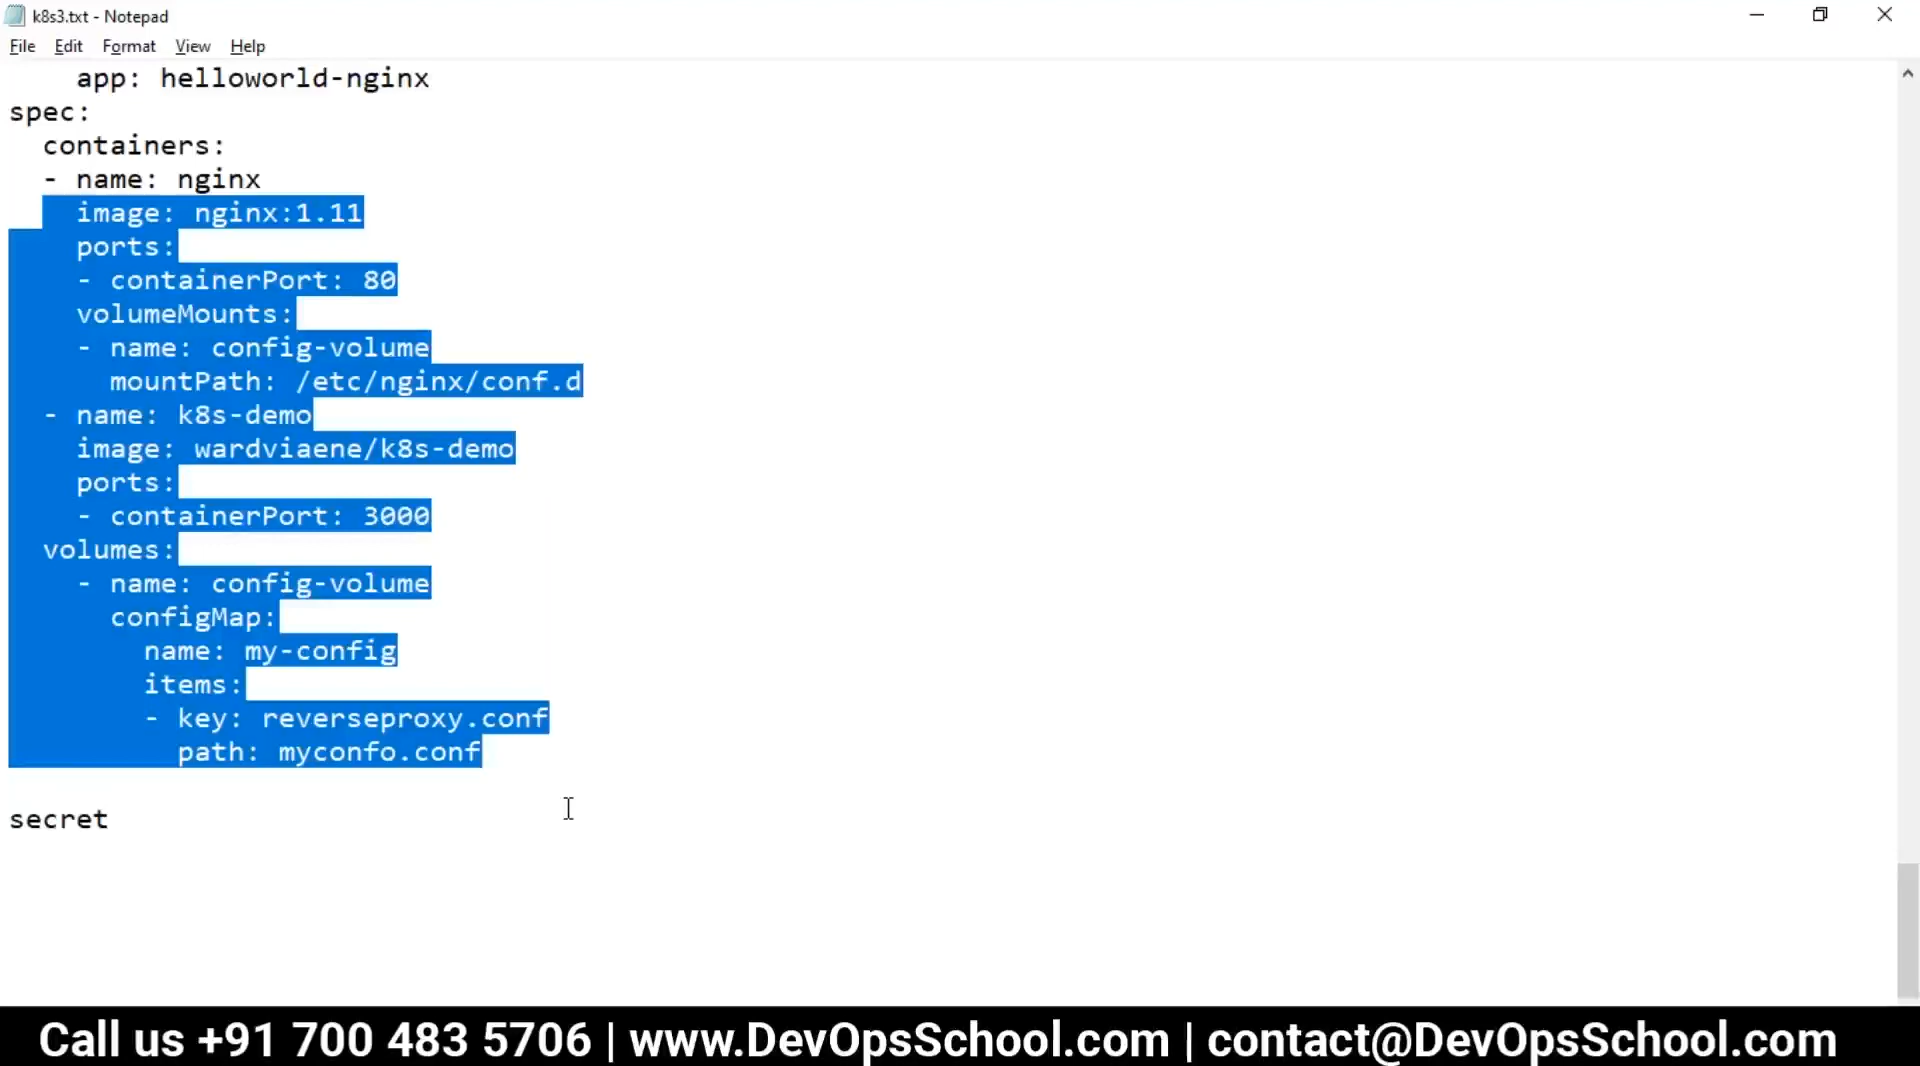 k8s3.txt - Notepad
File Edit Format View Help
    app: helloworld-nginx
spec:
  containers:
  - name: nginx
    image: nginx:1.11
    ports:
    - containerPort: 80
    volumeMounts:
    - name: config-volume
      mountPath: /etc/nginx/conf.d
  - name: k8s-demo
    image: wardviaene/k8s-demo
    ports:
    - containerPort: 3000
  volumes:
    - name: config-volume
      configMap:
        name: my-config
        items:
        - key: reverseproxy.conf
          path: myconfo.conf
secret
Call us +91 700 483 5706 | www.DevOpsSchool.com | contact@DevOpsSchool.com